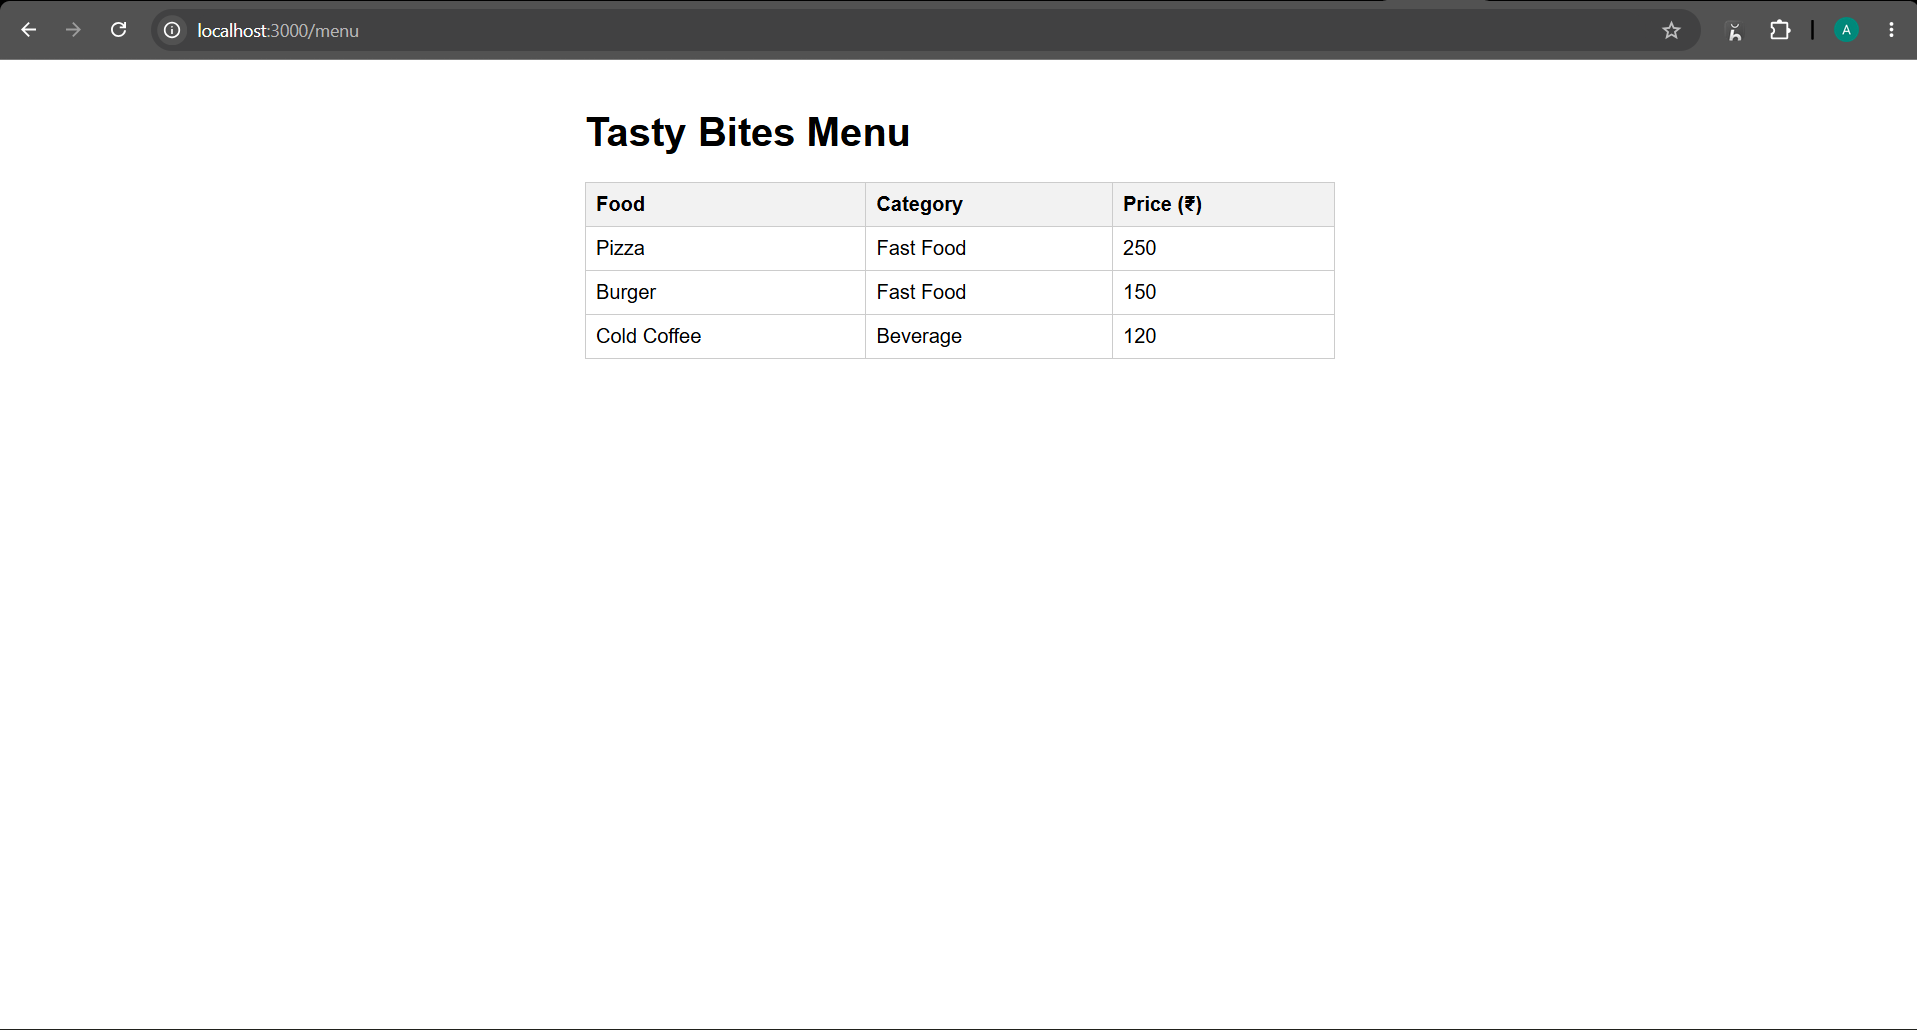 localhost:3000/menu
A
Tasty Bites Menu
Food Category Price (₹)
Pizza Fast Food 250
Burger Fast Food 150
Cold Coffee Beverage 120